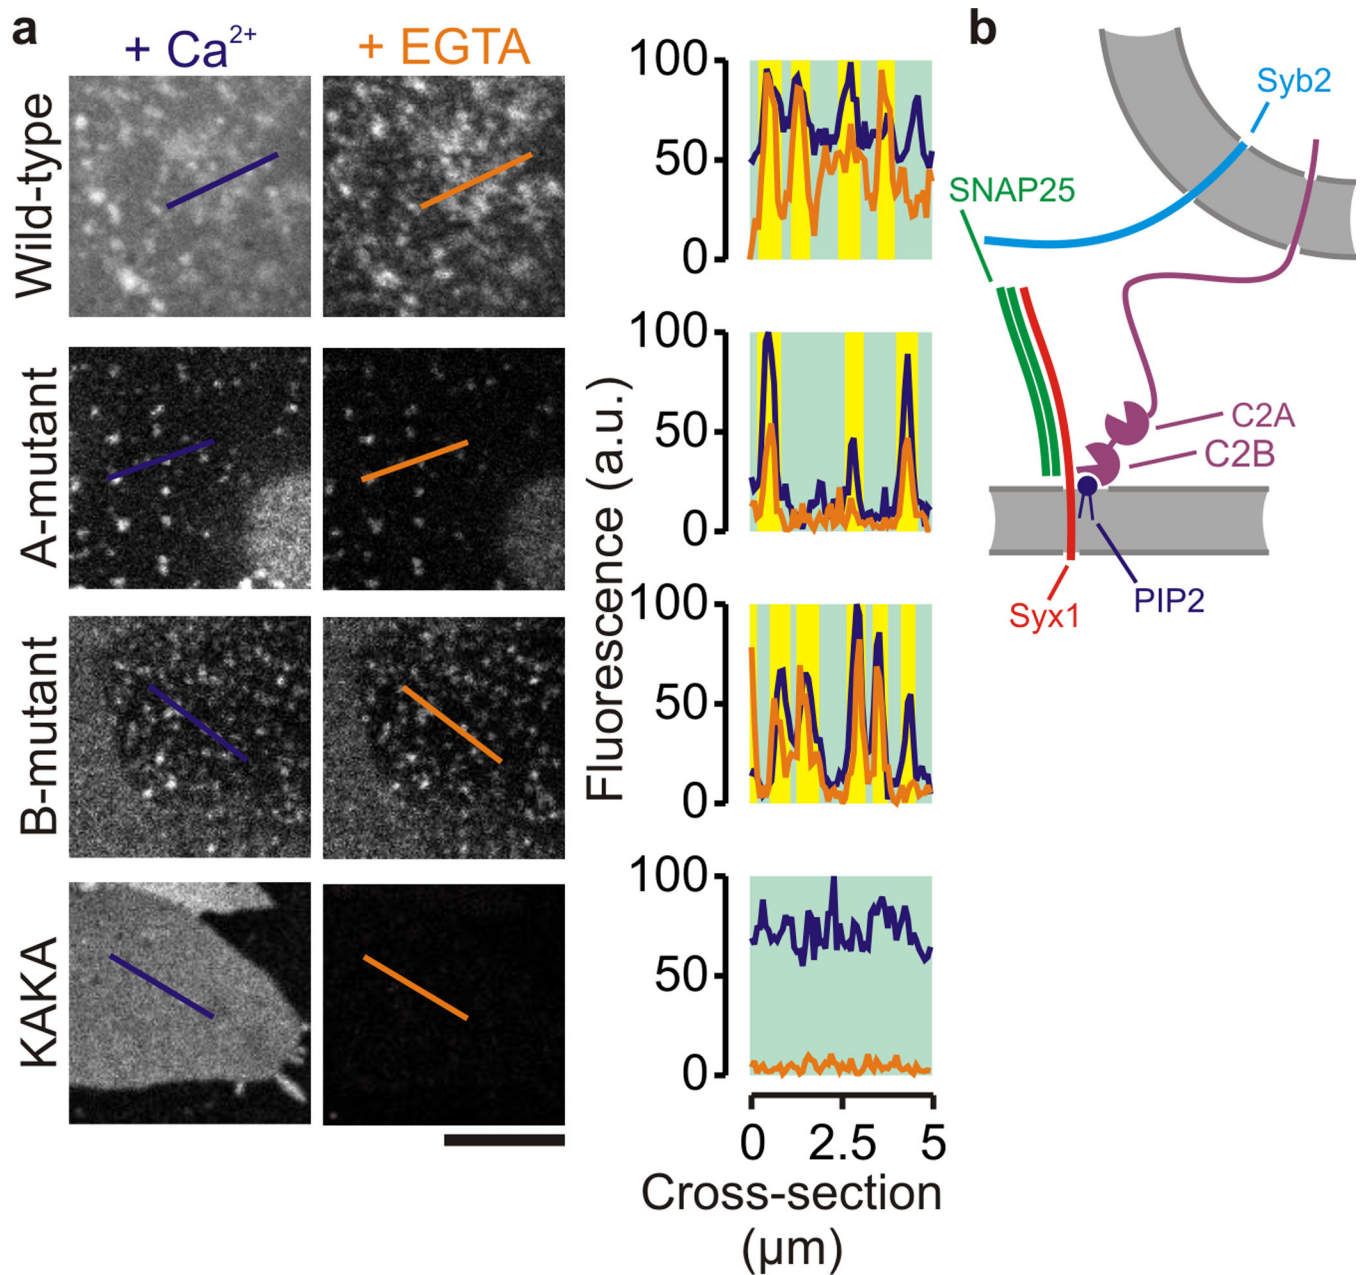 a
+ Ca²⁺
+ EGTA
b
Wild-type
A-mutant
B-mutant
KAKA
Fluorescence (a.u.)
100
50
0
100
50
0
100
50
0
100
50
0
0 2.5 5
Cross-section
(µm)
Syb2
SNAP25
C2A
C2B
PIP2
Syx1